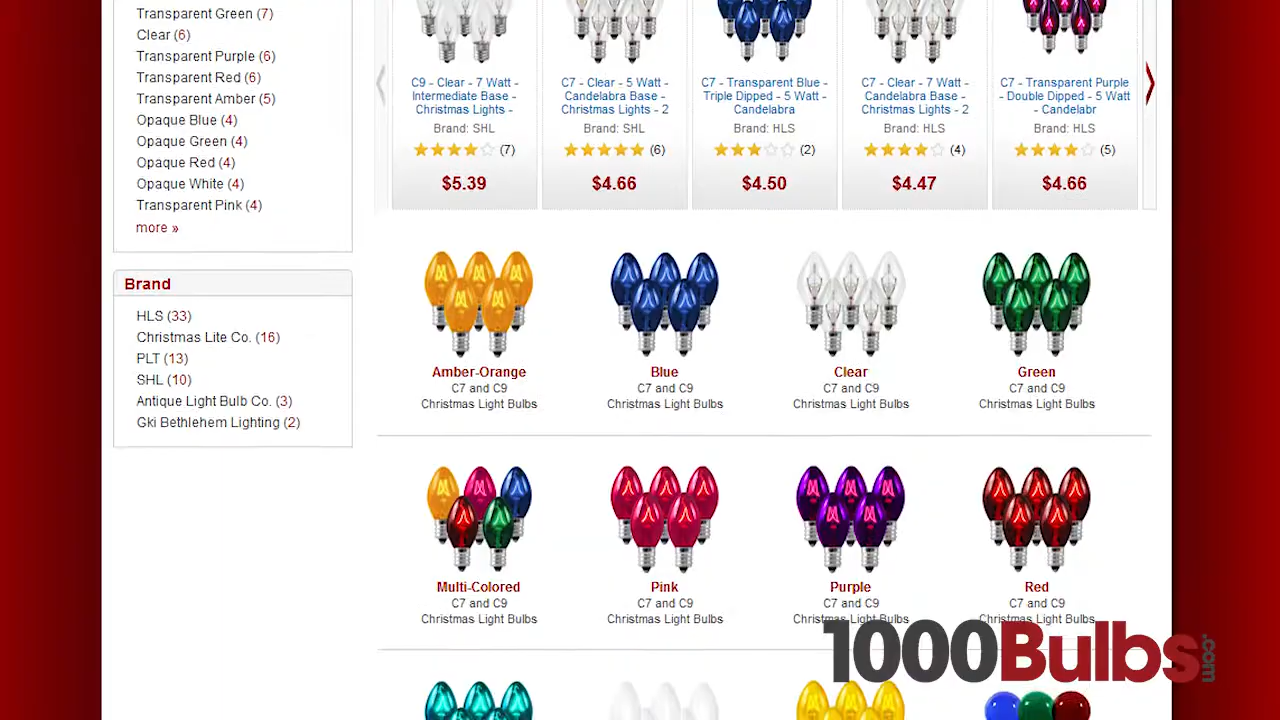 Transparent Green (7)
Clear (6)
Transparent Purple (6)
Transparent Red (6)
Transparent Amber (5)
Opaque Blue (4)
Opaque Green (4)
Opaque Red (4)
Opaque White (4)
Transparent Pink (4)
more »
Brand
HLS (33)
Christmas Lite Co. (16)
PLT (13)
SHL (10)
Antique Light Bulb Co. (3)
Gki Bethlehem Lighting (2)
C9 - Clear - 7 Watt -
Intermediate Base -
Christmas Lights -
Brand: SHL
(7)
$5.39
C7 - Clear - 5 Watt -
Candelabra Base -
Christmas Lights - 2
Brand: SHL
(6)
$4.66
C7 - Transparent Blue -
Triple Dipped - 5 Watt -
Candelabra
Brand: HLS
(2)
$4.50
C7 - Clear - 7 Watt -
Candelabra Base -
Christmas Lights - 2
Brand: HLS
(4)
$4.47
C7 - Transparent Purple
- Double Dipped - 5 Watt
- Candelabr
Brand: HLS
(5)
$4.66
Amber-Orange
C7 and C9
Christmas Light Bulbs
Blue
C7 and C9
Christmas Light Bulbs
Clear
C7 and C9
Christmas Light Bulbs
Green
C7 and C9
Christmas Light Bulbs
Multi-Colored
C7 and C9
Christmas Light Bulbs
Pink
C7 and C9
Christmas Light Bulbs
Purple
C7 and C9
Christmas Light Bulbs
Red
C7 and C9
Christmas Light Bulbs
1000Bulbs.com